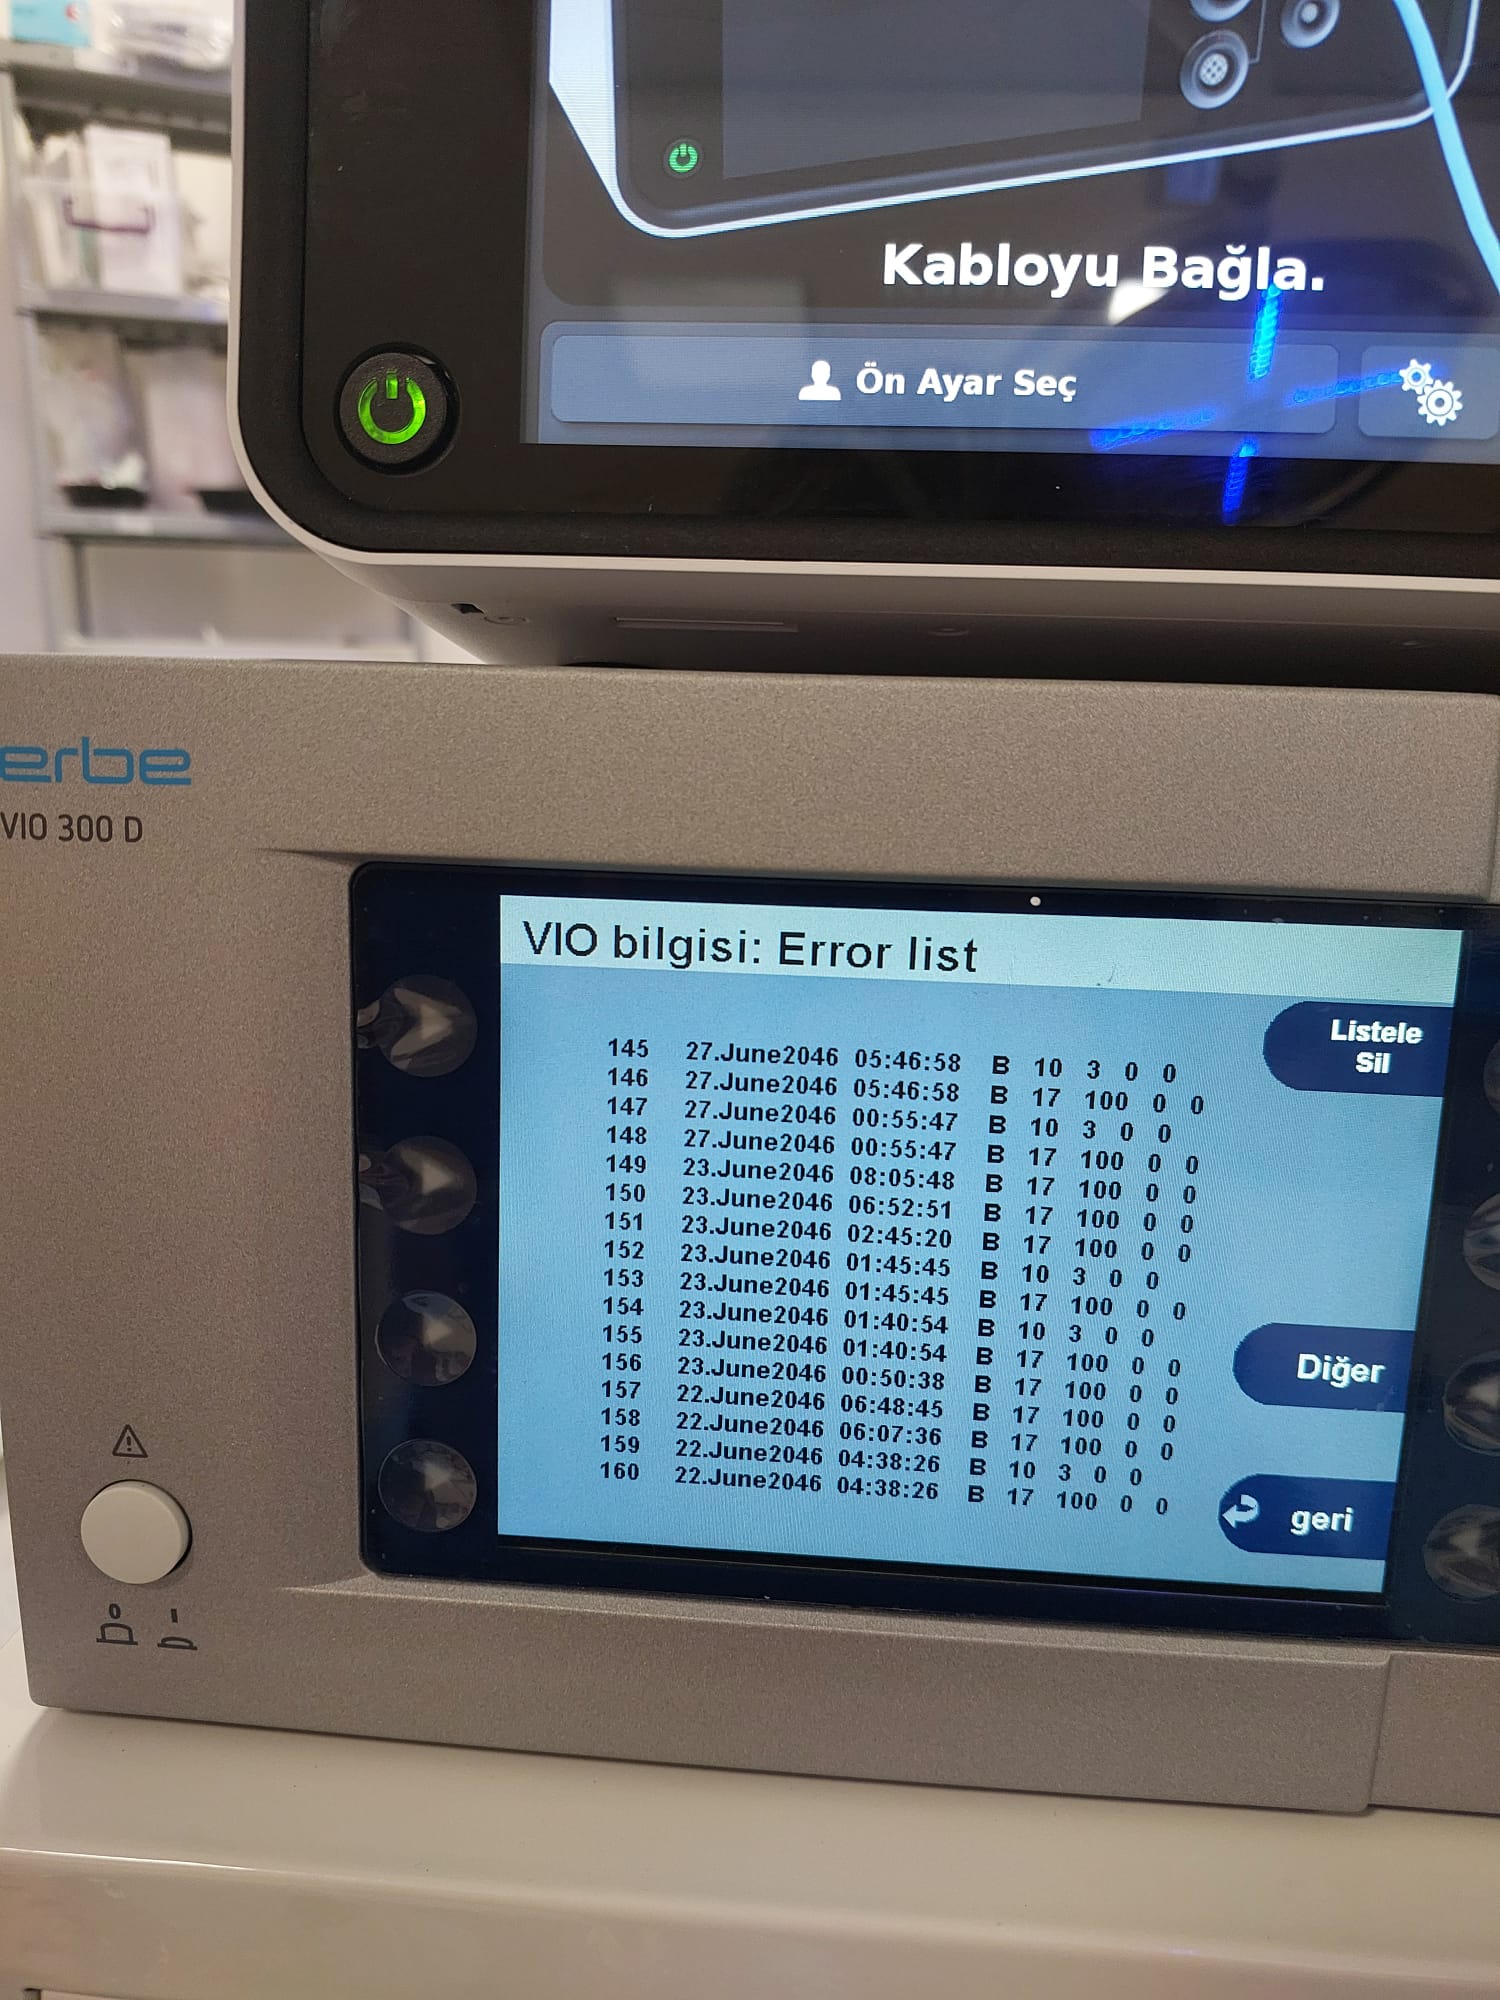 Kabloyu Bağla.
Ön Ayar Seç
erbe
VIO 300 D
VIO bilgisi: Error list
Listele
Sil
145 27.June2046 05:46:58 B 10 3 0 0
146 27.June2046 05:46:58 B 17 100 0 0
147 27.June2046 00:55:47 B 10 3 0 0
148 27.June2046 00:55:47 B 17 100 0 0
149 23.June2046 08:05:48 B 17 100 0 0
150 23.June2046 06:52:51 B 17 100 0 0
151 23.June2046 02:45:20 B 17 100 0 0
152 23.June2046 01:45:45 B 10 3 0 0
153 23.June2046 01:45:45 B 17 100 0 0
154 23.June2046 01:40:54 B 10 3 0 0
155 23.June2046 01:40:54 B 17 100 0 0
156 23.June2046 00:50:38 B 17 100 0 0
157 22.June2046 06:48:45 B 17 100 0 0
158 22.June2046 06:07:36 B 17 100 0 0
159 22.June2046 04:38:26 B 10 3 0 0
160 22.June2046 04:38:26 B 17 100 0 0
Diğer
geri
0 I